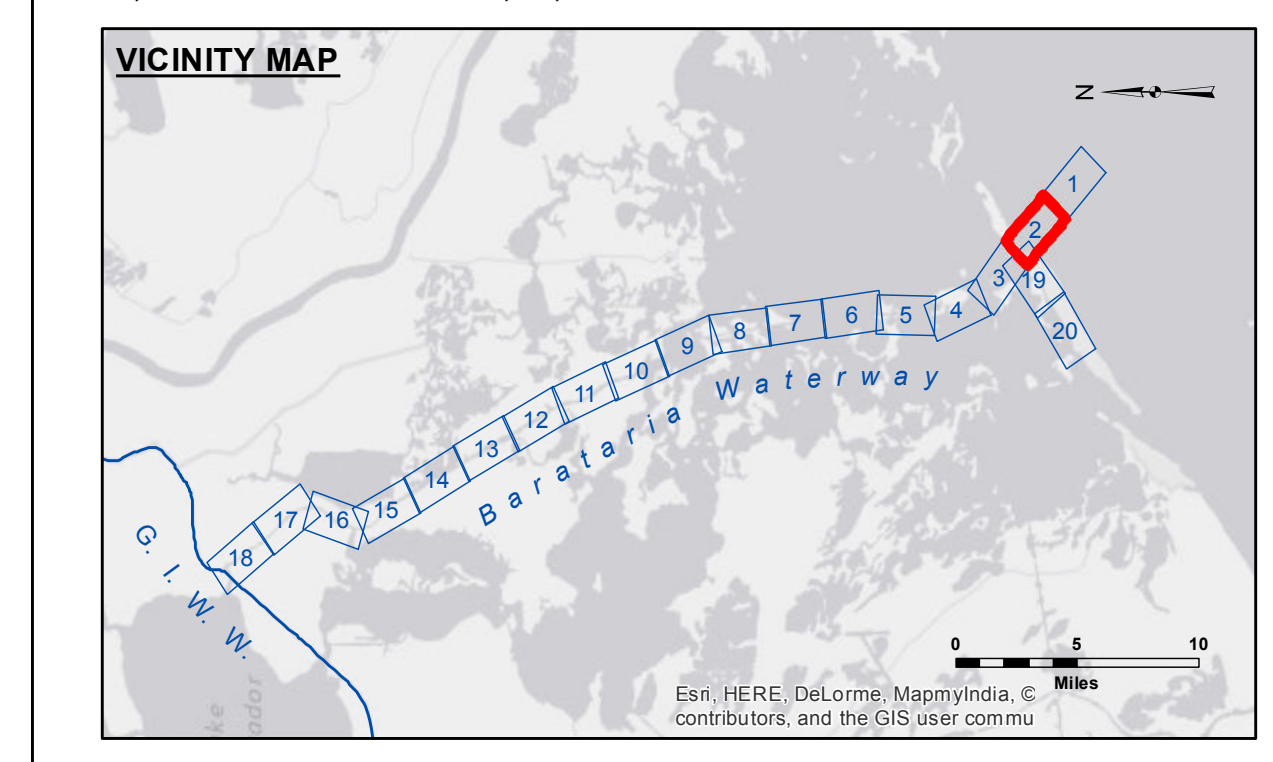 VICINITY MAP
N
1
2
3
19
4
5
6
7
8
20
9
10
11
12
13
14
15
16
17
18
Barataria Waterway
G. I. W. W.
0 5 10
Miles
Esri, HERE, DeLorme, MapmyIndia, ©
contributors, and the GIS user commu